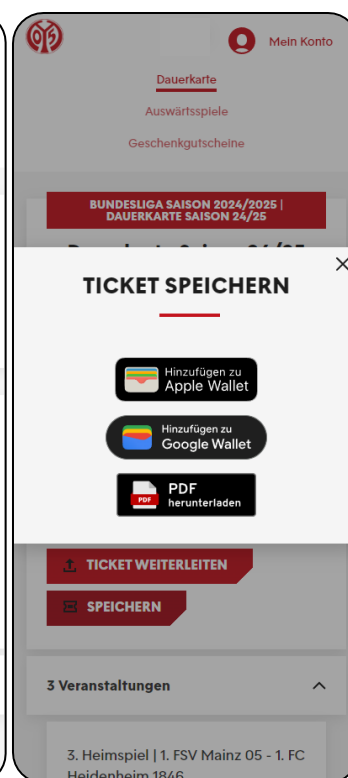 Mein Konto
Dauerkarte
Auswärtsspiele
Geschenkgutscheine
BUNDESLIGA SAISON 2024/2025 |
DAUERKARTE SAISON 24/25
TICKET SPEICHERN
Hinzufügen zu
Apple Wallet
Hinzufügen zu
Google Wallet
PDF
PDF
herunterladen
TICKET WEITERLEITEN
SPEICHERN
3 Veranstaltungen
3. Heimspiel | 1. FSV Mainz 05 - 1. FC
Heidenheim 1846